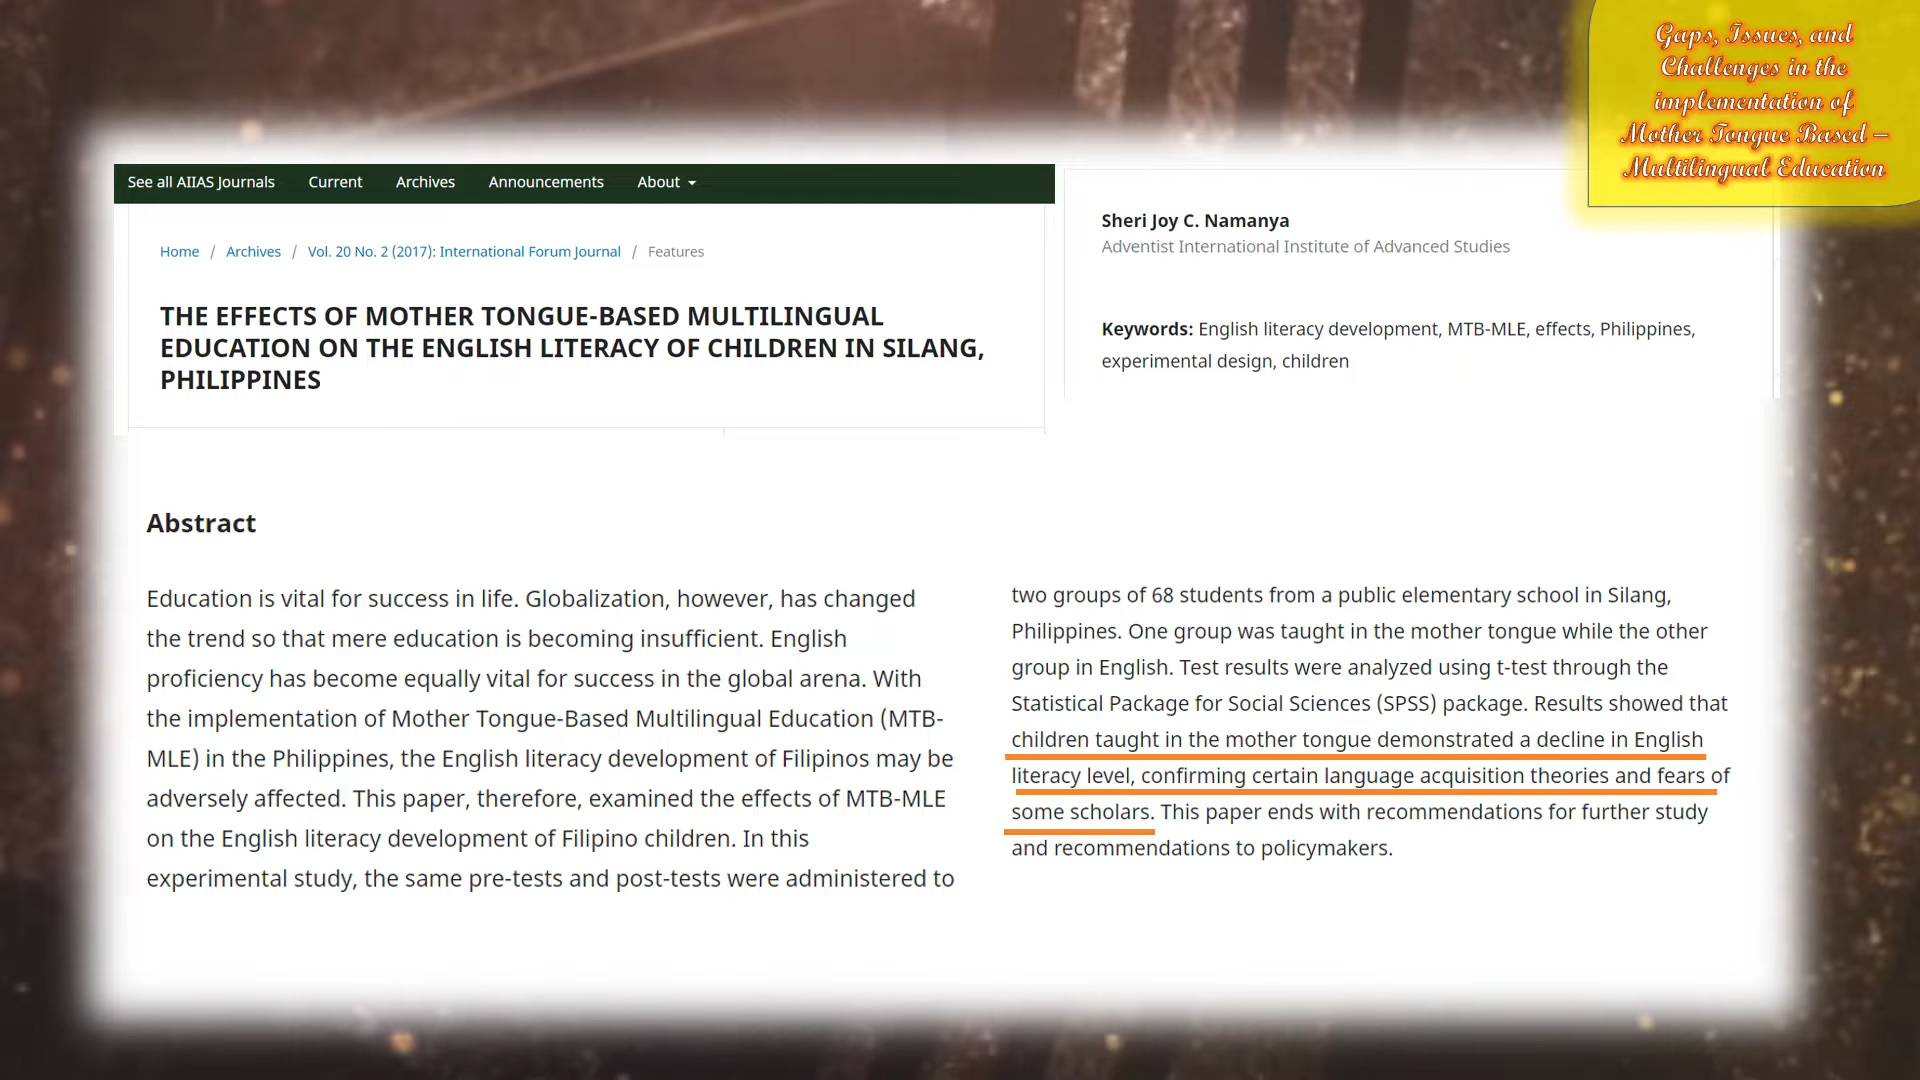 Gaps, Issues, and
Challenges in the
implementation of
Mother Tongue Based –
Multilingual Education
See all AIIAS Journals Current Archives Announcements About
Home / Archives / Vol. 20 No. 2 (2017): International Forum Journal / Features
THE EFFECTS OF MOTHER TONGUE-BASED MULTILINGUAL
EDUCATION ON THE ENGLISH LITERACY OF CHILDREN IN SILANG,
PHILIPPINES
Sheri Joy C. Namanya
Adventist International Institute of Advanced Studies
Keywords: English literacy development, MTB-MLE, effects, Philippines,
experimental design, children
Abstract
Education is vital for success in life. Globalization, however, has changed
the trend so that mere education is becoming insufficient. English
proficiency has become equally vital for success in the global arena. With
the implementation of Mother Tongue-Based Multilingual Education (MTB-
MLE) in the Philippines, the English literacy development of Filipinos may be
adversely affected. This paper, therefore, examined the effects of MTB-MLE
on the English literacy development of Filipino children. In this
experimental study, the same pre-tests and post-tests were administered to
two groups of 68 students from a public elementary school in Silang,
Philippines. One group was taught in the mother tongue while the other
group in English. Test results were analyzed using t-test through the
Statistical Package for Social Sciences (SPSS) package. Results showed that
children taught in the mother tongue demonstrated a decline in English
literacy level, confirming certain language acquisition theories and fears of
some scholars. This paper ends with recommendations for further study
and recommendations to policymakers.